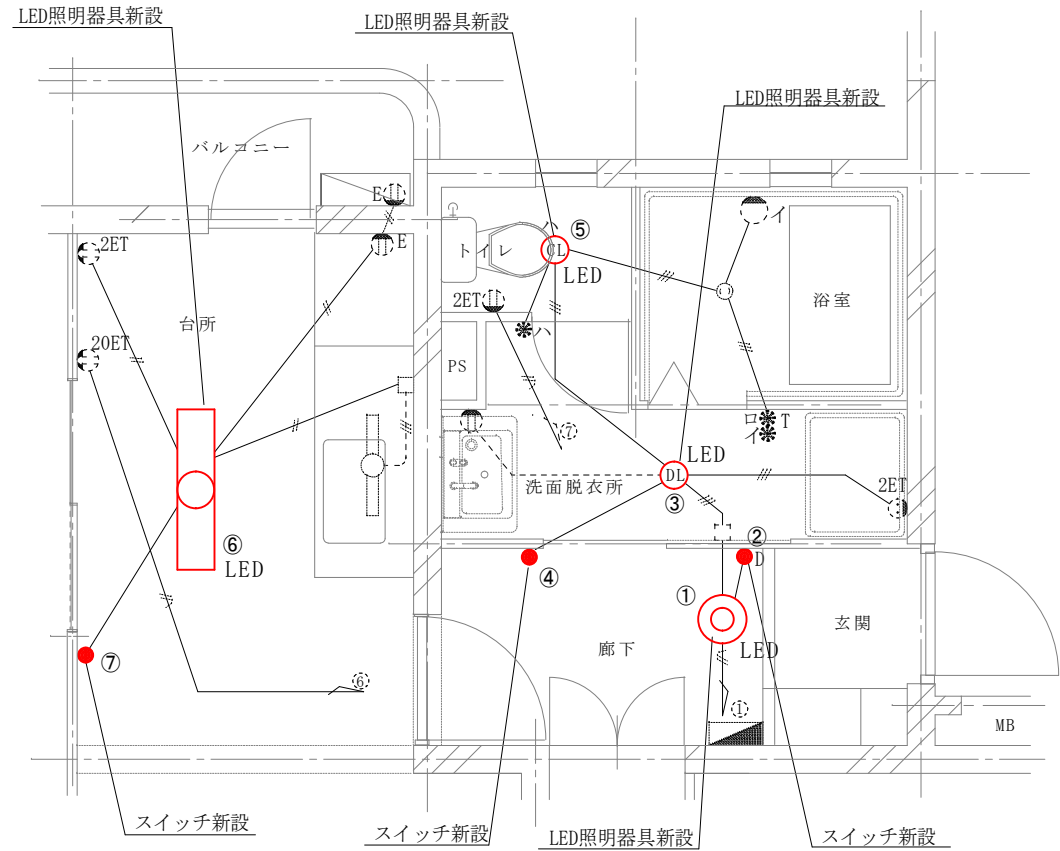 LED照明器具新設
LED照明器具新設
LED照明器具新設
バルコニー
E
イ
ハ
⑤
2ET
E
トイレ
CL
LED
2ET
浴室
台所
ハ
20ET
PS
ロ
T
イ
⑦
LED
洗面脱衣所
DL
2ET
③
⑥
②
LED
D
④
①
玄関
廊下
LED
⑦
⑥
①
MB
スイッチ新設
スイッチ新設
LED照明器具新設
スイッチ新設